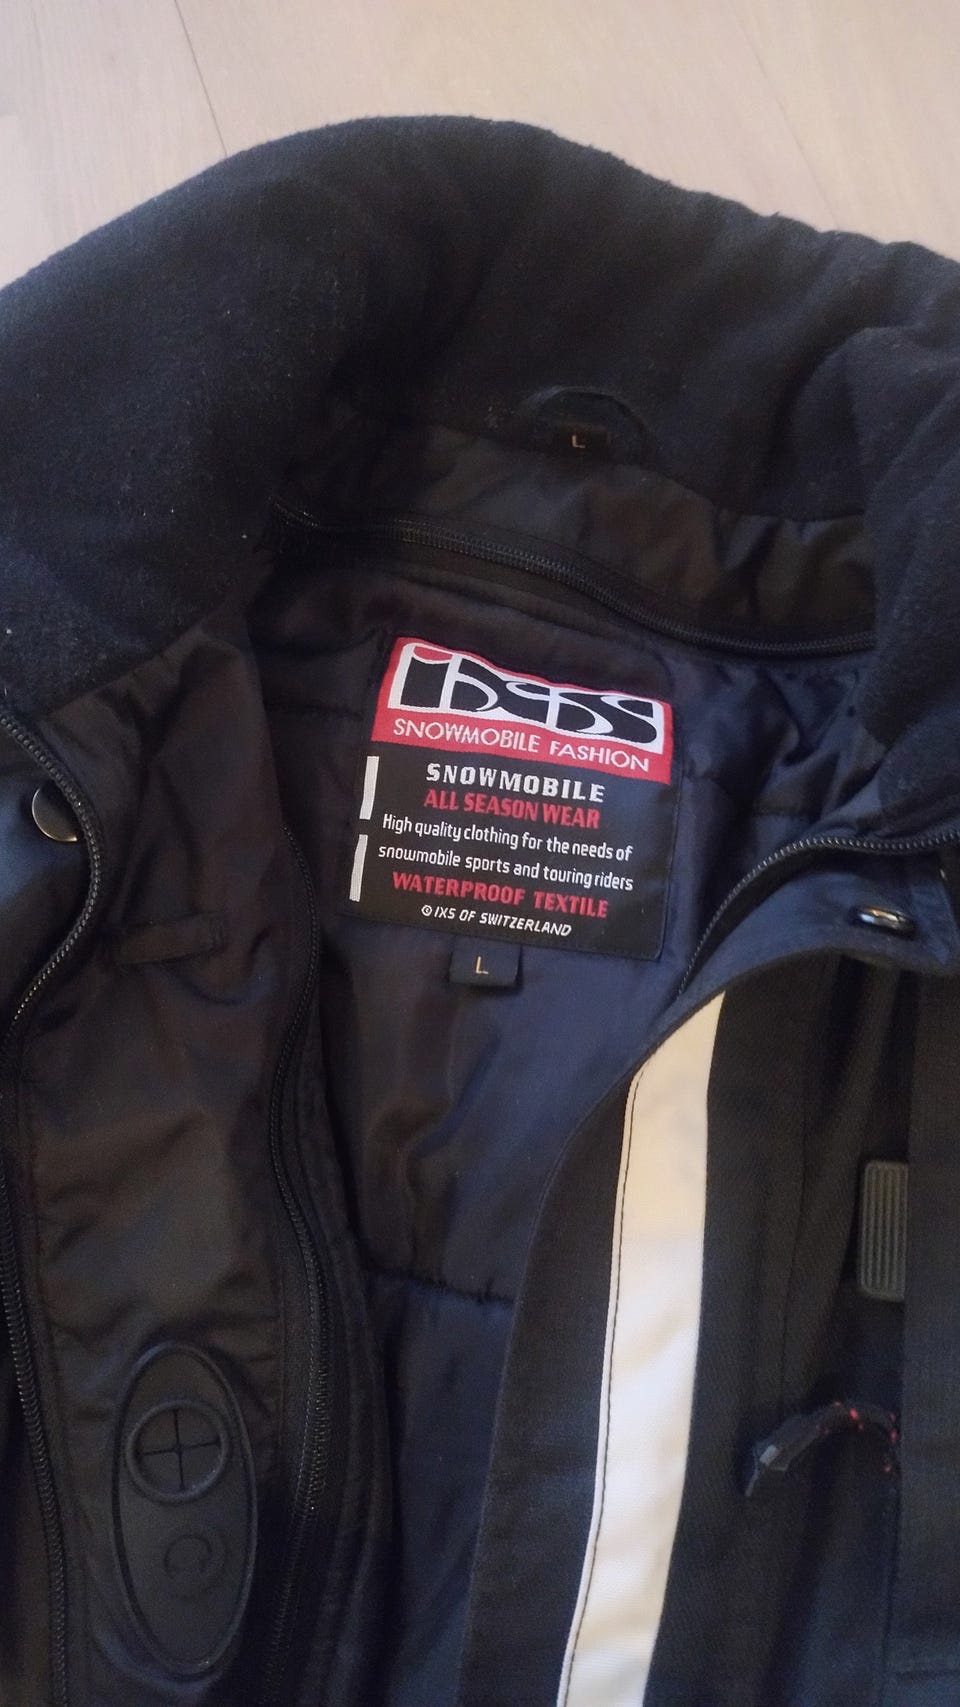 L
ixs
SNOWMOBILE FASHION
SNOWMOBILE
ALL SEASON WEAR
High quality clothing for the needs of
snowmobile sports and touring riders
WATERPROOF TEXTILE
© IXS OF SWITZERLAND
L